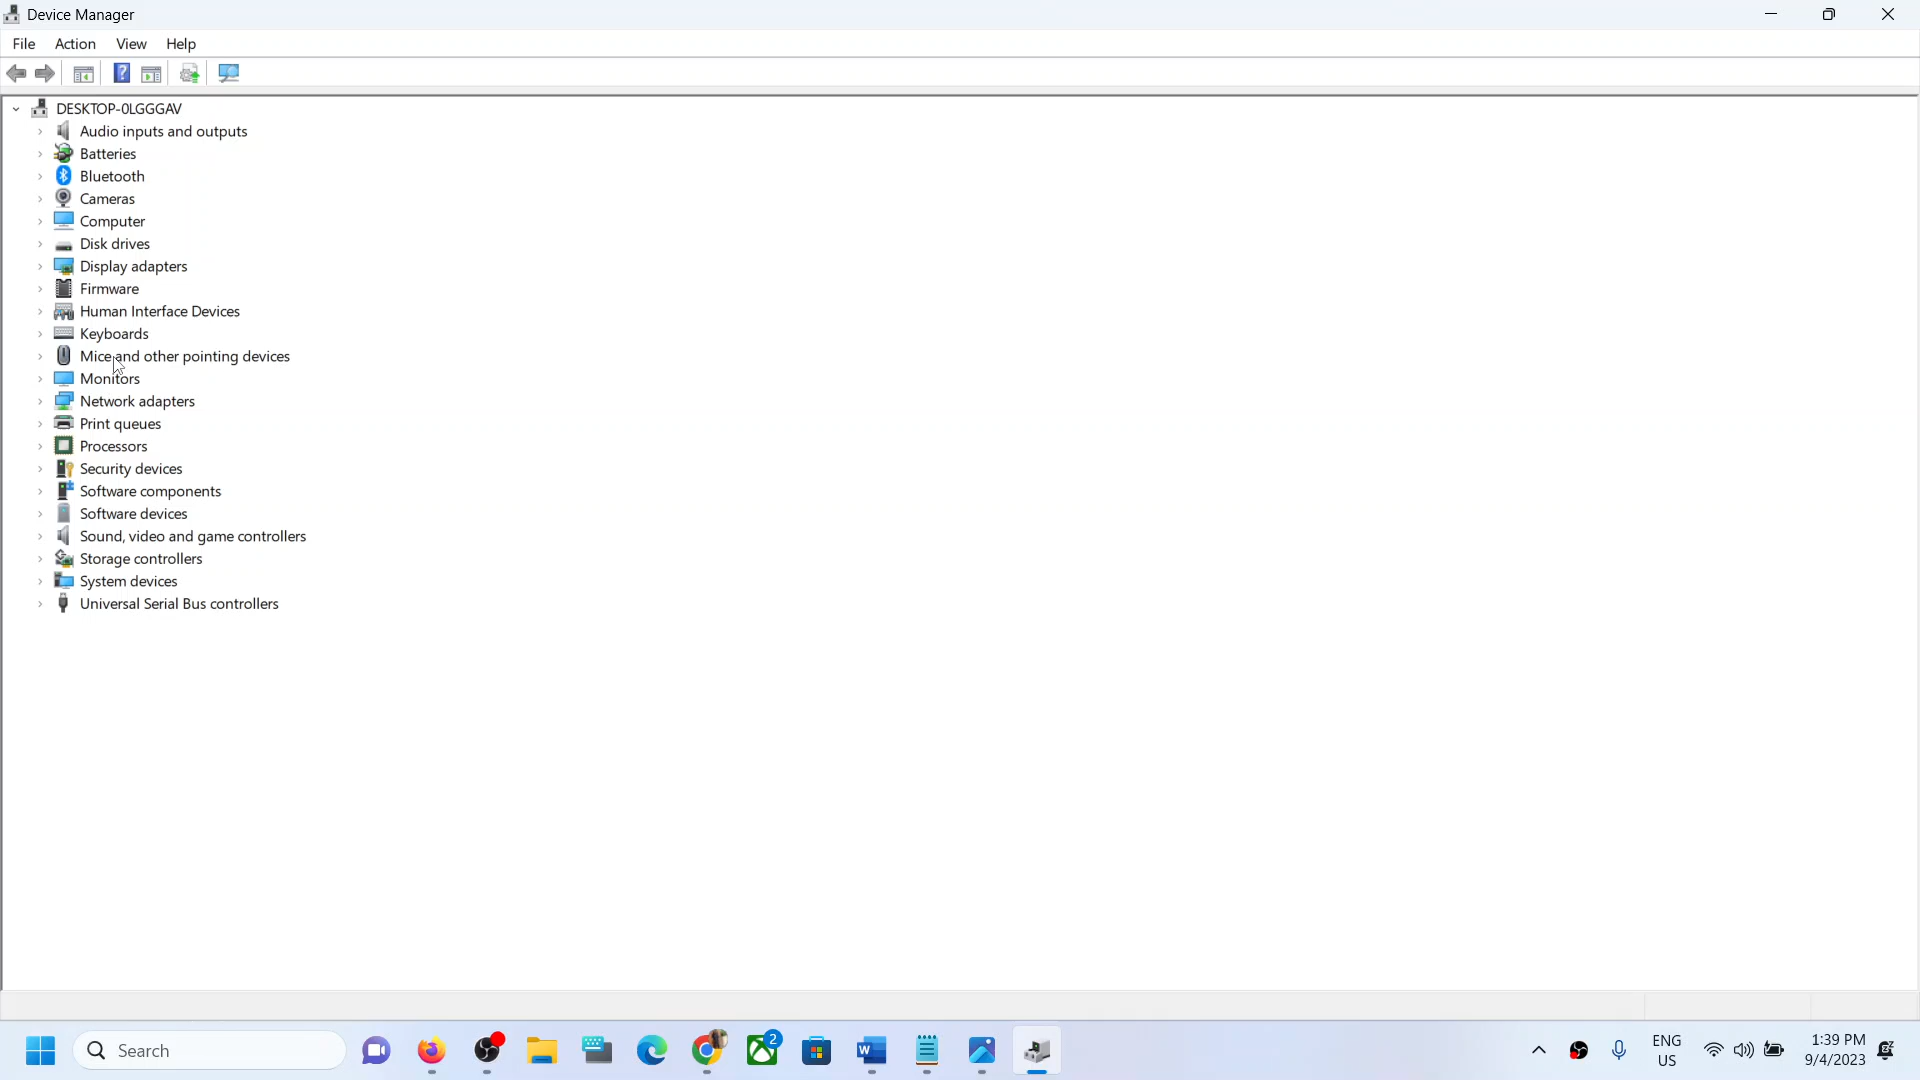 Device Manager
File Action View Help
DESKTOP-0LGGGAV
Audio inputs and outputs
Batteries
Bluetooth
Cameras
Computer
Disk drives
Display adapters
Firmware
Human Interface Devices
Keyboards
Mice and other pointing devices
Monitors
Network adapters
Print queues
Processors
Security devices
Software components
Software devices
Sound, video and game controllers
Storage controllers
System devices
Universal Serial Bus controllers
Search
2
ENG
US
1:39 PM
9/4/2023